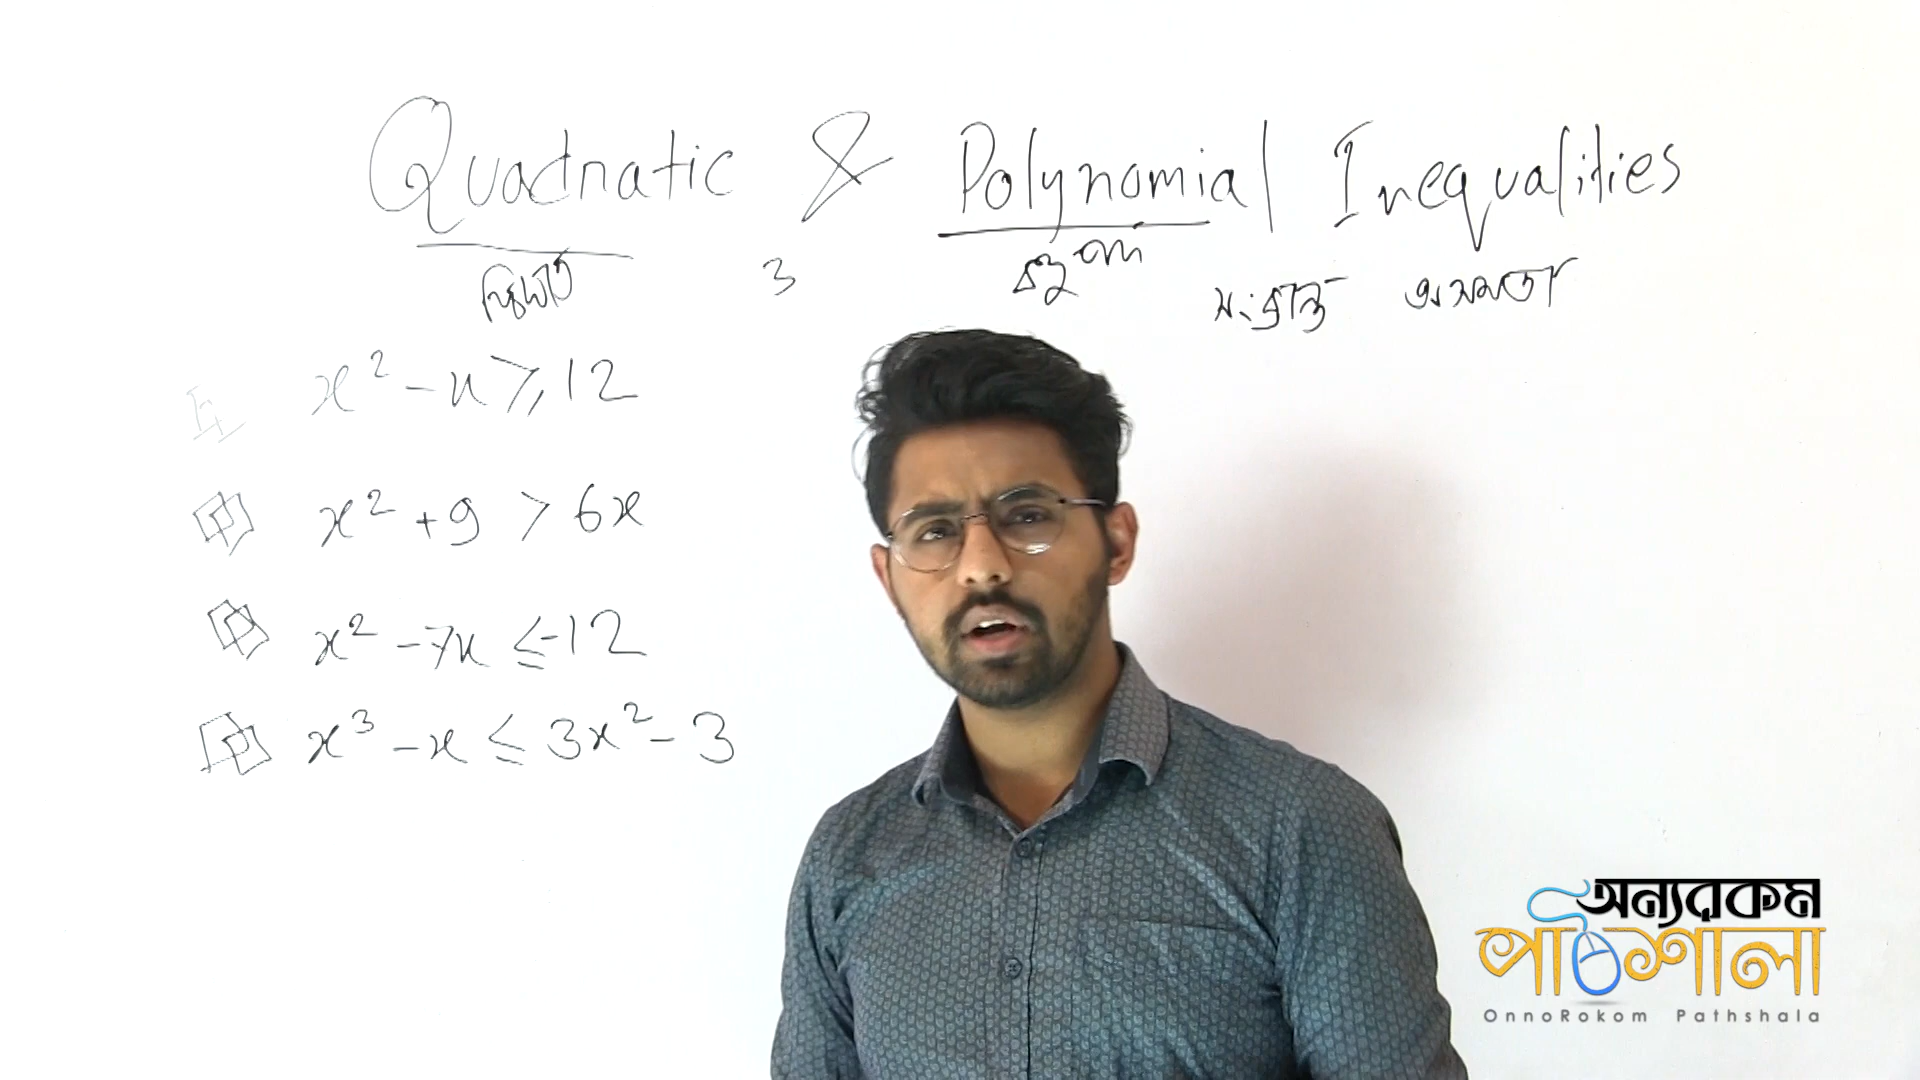 Quadratic & Polynomial Inequalities
দ্বিঘাত ও বহুপদী সংক্রান্ত অসমতা
x² - x ≥ 12
x² + 9 > 6x
x² - 7x ≤ -12
x³ - x ≤ 3x² - 3
অন্যরকম
পাঠশালা
OnnoRokom Pathshala